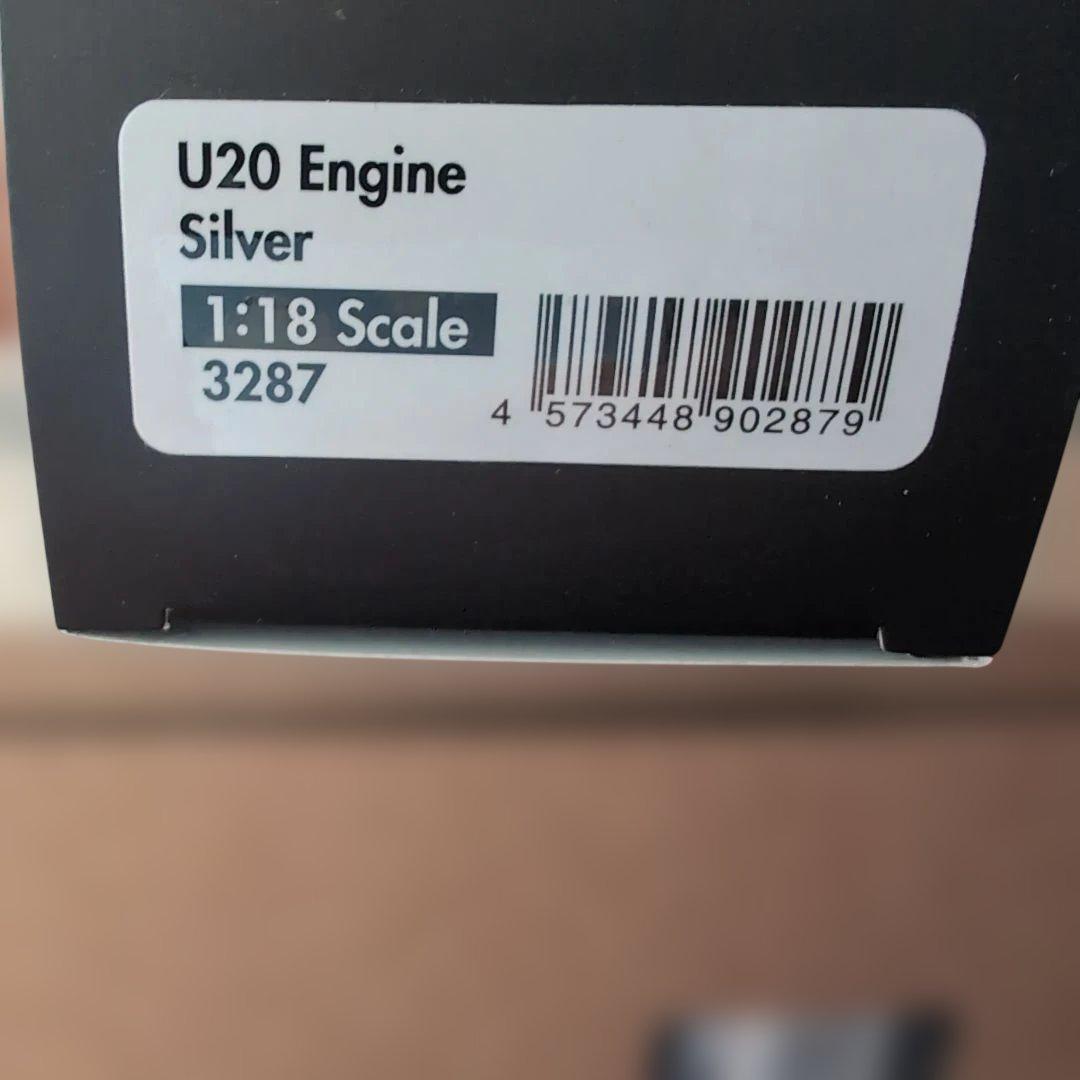 U20 Engine
Silver
1:18 Scale
3287
4 573448 902879